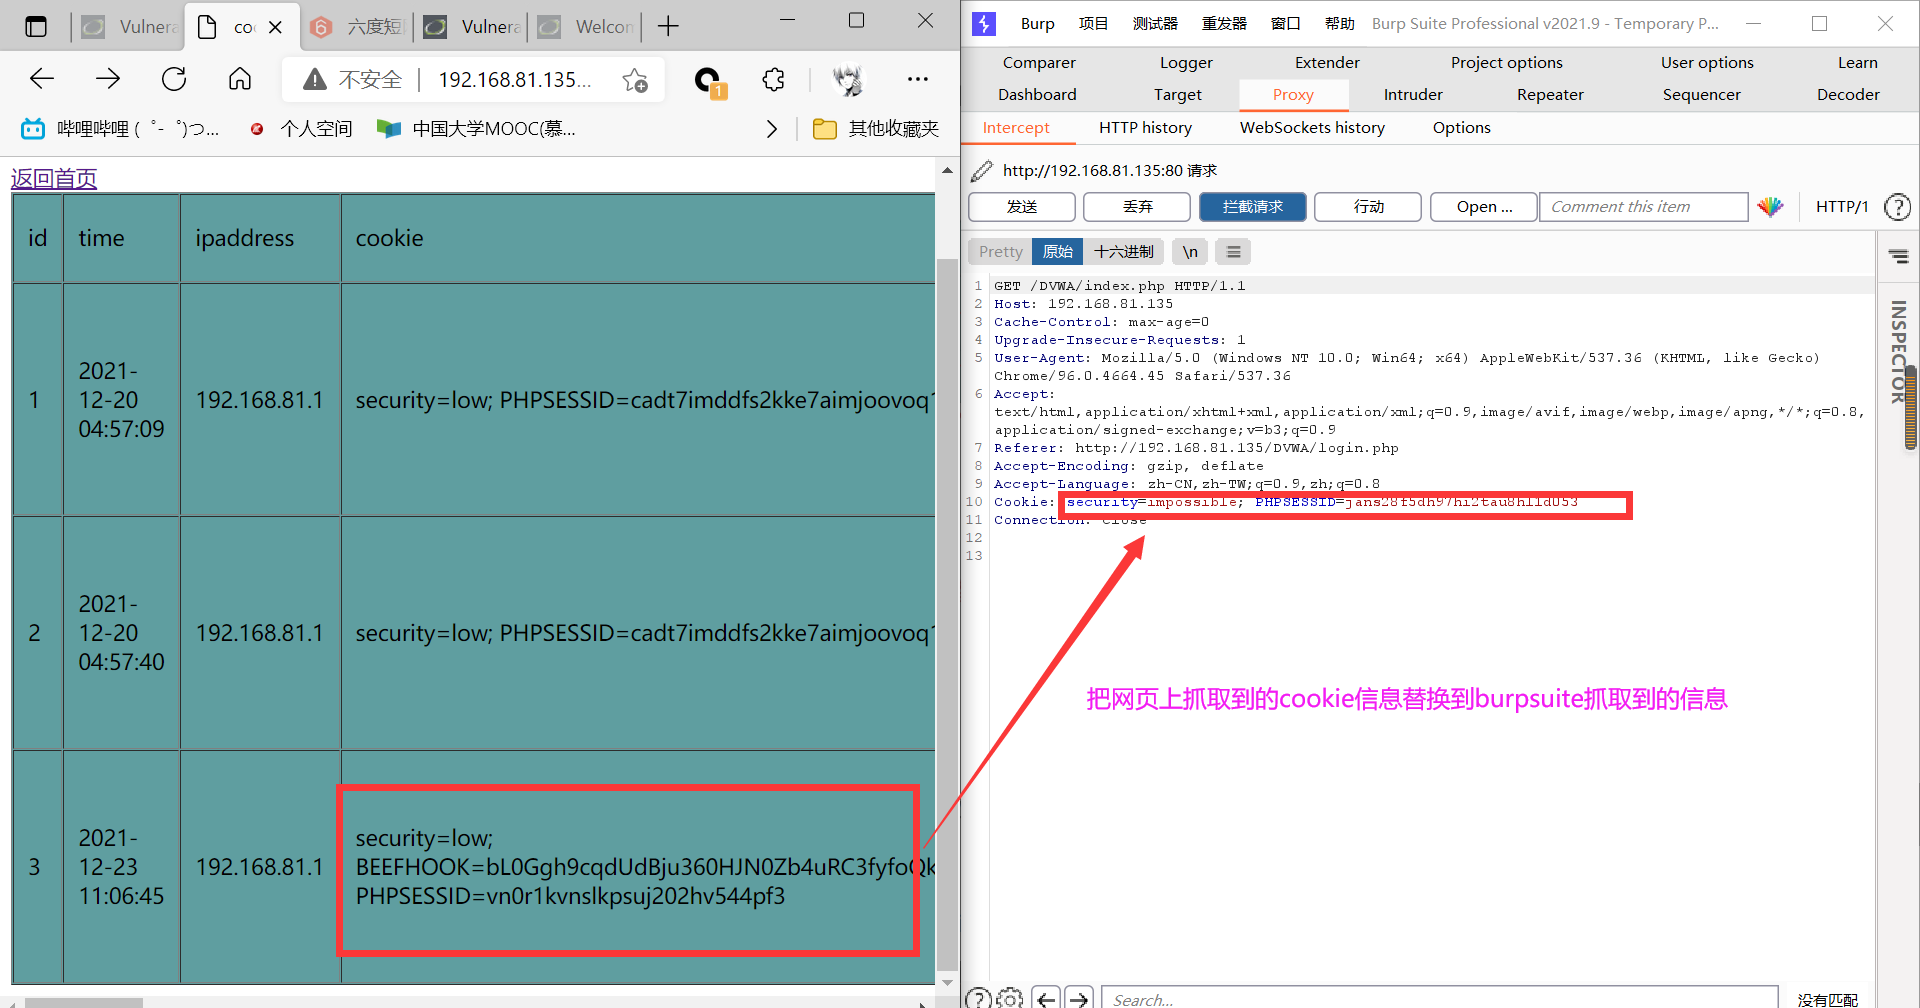 Vulnera
co
六度短
Vulnera
Welcom
不安全
192.168.81.135...
1
哔哩哔哩 (゜-゜)つ...
个人空间
中国大学MOOC(慕...
其他收藏夹
返回首页
id time ipaddress cookie
1 2021-12-20 04:57:09 192.168.81.1 security=low; PHPSESSID=cadt7imddfs2kke7aimjoovoq
2 2021-12-20 04:57:40 192.168.81.1 security=low; PHPSESSID=cadt7imddfs2kke7aimjoovoq
3 2021-12-23 11:06:45 192.168.81.1 security=low;
BEEFHOOK=bL0Ggh9cqdUdBju360HJN0Zb4uRC3fyfoQk
PHPSESSID=vn0r1kvnslkpsuj202hv544pf3
Burp 项目 测试器 重发器 窗口 帮助 Burp Suite Professional v2021.9 - Temporary P...
Comparer Logger Extender Project options User options Learn
Dashboard Target Proxy Intruder Repeater Sequencer Decoder
Intercept HTTP history WebSockets history Options
http://192.168.81.135:80 请求
发送 丢弃 拦截请求 行动 Open ... Comment this item HTTP/1 ?
Pretty 原始 十六进制 \n
INSPECTOR
1 GET /DVWA/index.php HTTP/1.1
2 Host: 192.168.81.135
3 Cache-Control: max-age=0
4 Upgrade-Insecure-Requests: 1
5 User-Agent: Mozilla/5.0 (Windows NT 10.0; Win64; x64) AppleWebKit/537.36 (KHTML, like Gecko)
Chrome/96.0.4664.45 Safari/537.36
6 Accept:
text/html,application/xhtml+xml,application/xml;q=0.9,image/avif,image/webp,image/apng,*/*;q=0.8,
application/signed-exchange;v=b3;q=0.9
7 Referer: http://192.168.81.135/DVWA/login.php
8 Accept-Encoding: gzip, deflate
9 Accept-Language: zh-CN,zh-TW;q=0.9,zh;q=0.8
10 Cookie: security=impossible; PHPSESSID=
11 Connection: close
12
13
把网页上抓取到的cookie信息替换到burpsuite抓取到的信息
? Search... 没有匹配